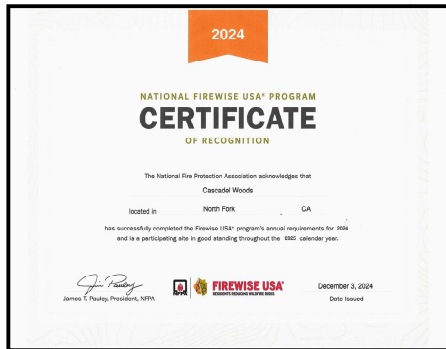 2024
NATIONAL FIREWISE USA® PROGRAM
CERTIFICATE
OF RECOGNITION
The National Fire Protection Association acknowledges that
Cascadel Woods
located in North Fork , CA
has successfully completed the Firewise USA® program's annual requirements for 2024
and is a participating site in good standing throughout the 2025 calendar year.
Jim Pauley
James T. Pauley, President, NFPA
NFPA
FIREWISE USA®
RESIDENTS REDUCING WILDFIRE RISKS
December 3, 2024
Date Issued